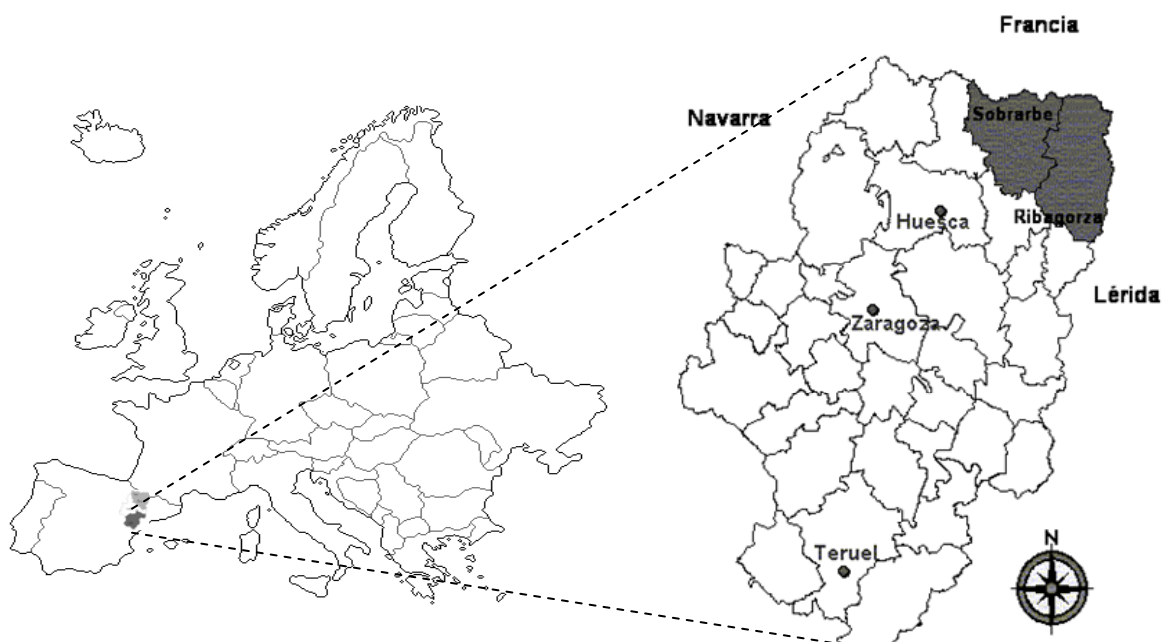 Francia
Navarra
Sobrarbe
Ribagorza
Huesca
Lérida
Zaragoza
N
Teruel